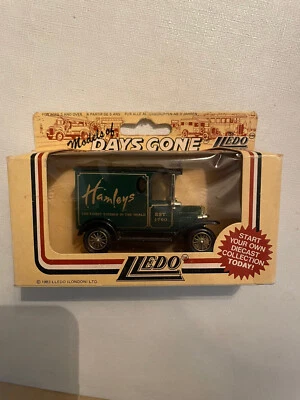 Models of
DAYS GONE
LLEDO
Hamleys
THE FINEST TOYSHOP IN THE WORLD
EST.
1760
LLEDO
START
YOUR OWN
DIECAST
COLLECTION
TODAY!
© 1983 LLEDO (LONDON) LTD.